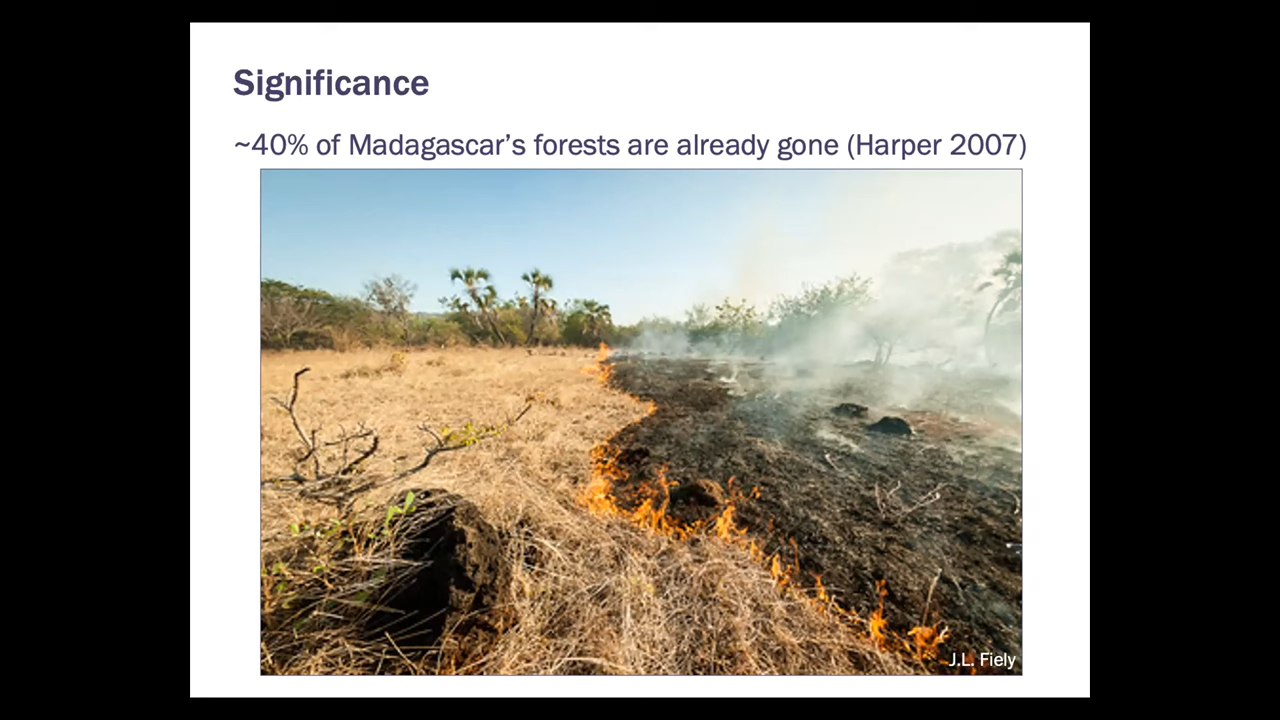 Significance
~40% of Madagascar’s forests are already gone (Harper 2007)
J.L. Fiely